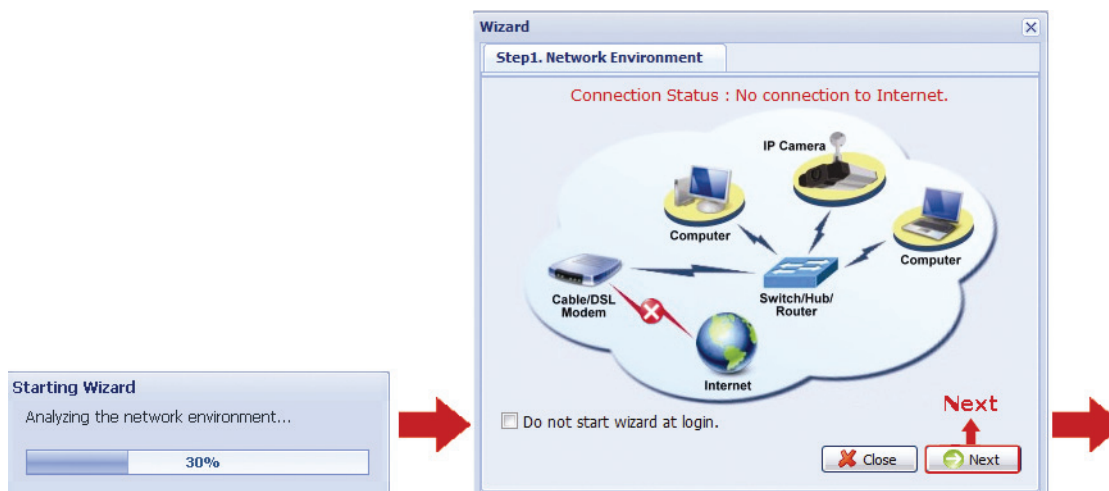 Starting Wizard
Analyzing the network environment...
30%
Wizard
Step1. Network Environment
Connection Status : No connection to Internet.
IP Camera
Computer
Computer
Cable/DSL
Modem
Switch/Hub/
Router
Internet
Do not start wizard at login.
Next
Close
Next